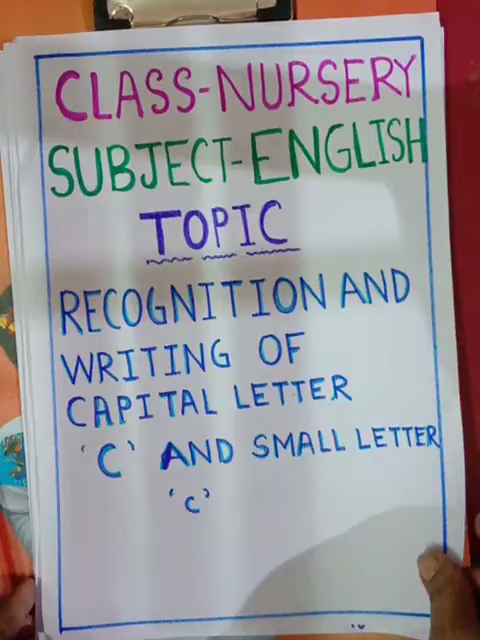 CLASS-NURSERY
SUBJECT-ENGLISH
TOPIC
RECOGNITION AND
WRITING OF
CAPITAL LETTER
'C' AND SMALL LETTER
'c'